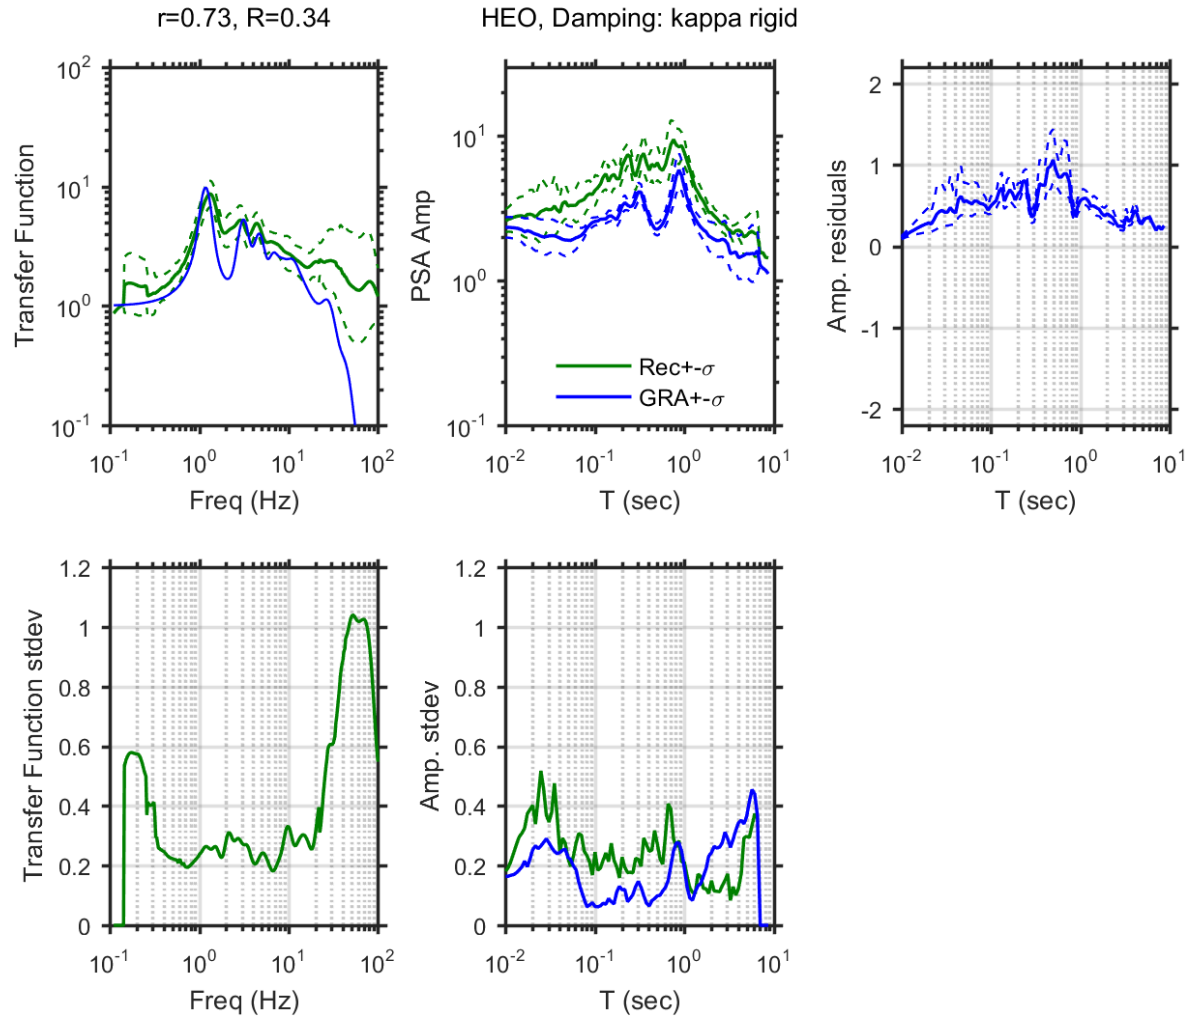 r=0.73, R=0.34
HEO, Damping: kappa rigid
10^2
10^1
10^0
10^-1
Transfer Function
10^-1 10^0 10^1 10^2
Freq (Hz)
10^1
10^0
10^-1
PSA Amp
Rec+-σ
GRA+-σ
10^-2 10^-1 10^0 10^1
T (sec)
2
1
0
-1
-2
Amp. residuals
10^-2 10^-1 10^0 10^1
T (sec)
1.2
1
0.8
0.6
0.4
0.2
0
Transfer Function stdev
10^-1 10^0 10^1 10^2
Freq (Hz)
1.2
1
0.8
0.6
0.4
0.2
0
Amp. stdev
10^-2 10^-1 10^0 10^1
T (sec)